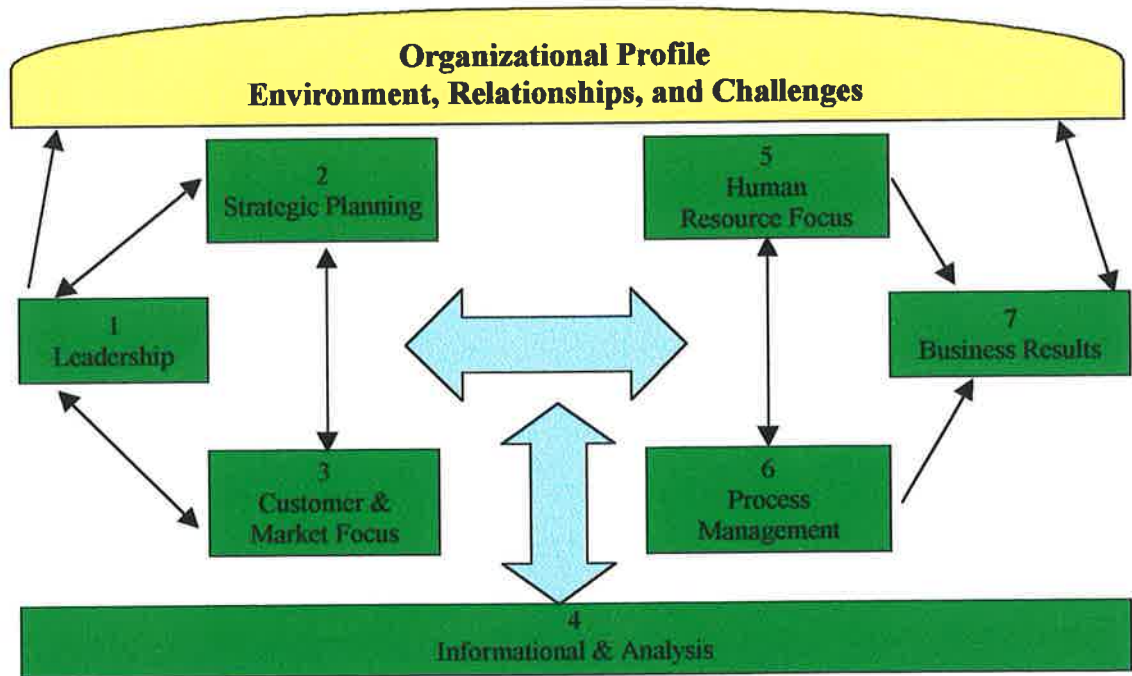 Organizational Profile
Environment, Relationships, and Challenges
2
Strategic Planning
5
Human
Resource Focus
1
Leadership
7
Business Results
3
Customer &
Market Focus
6
Process
Management
4
Informational & Analysis